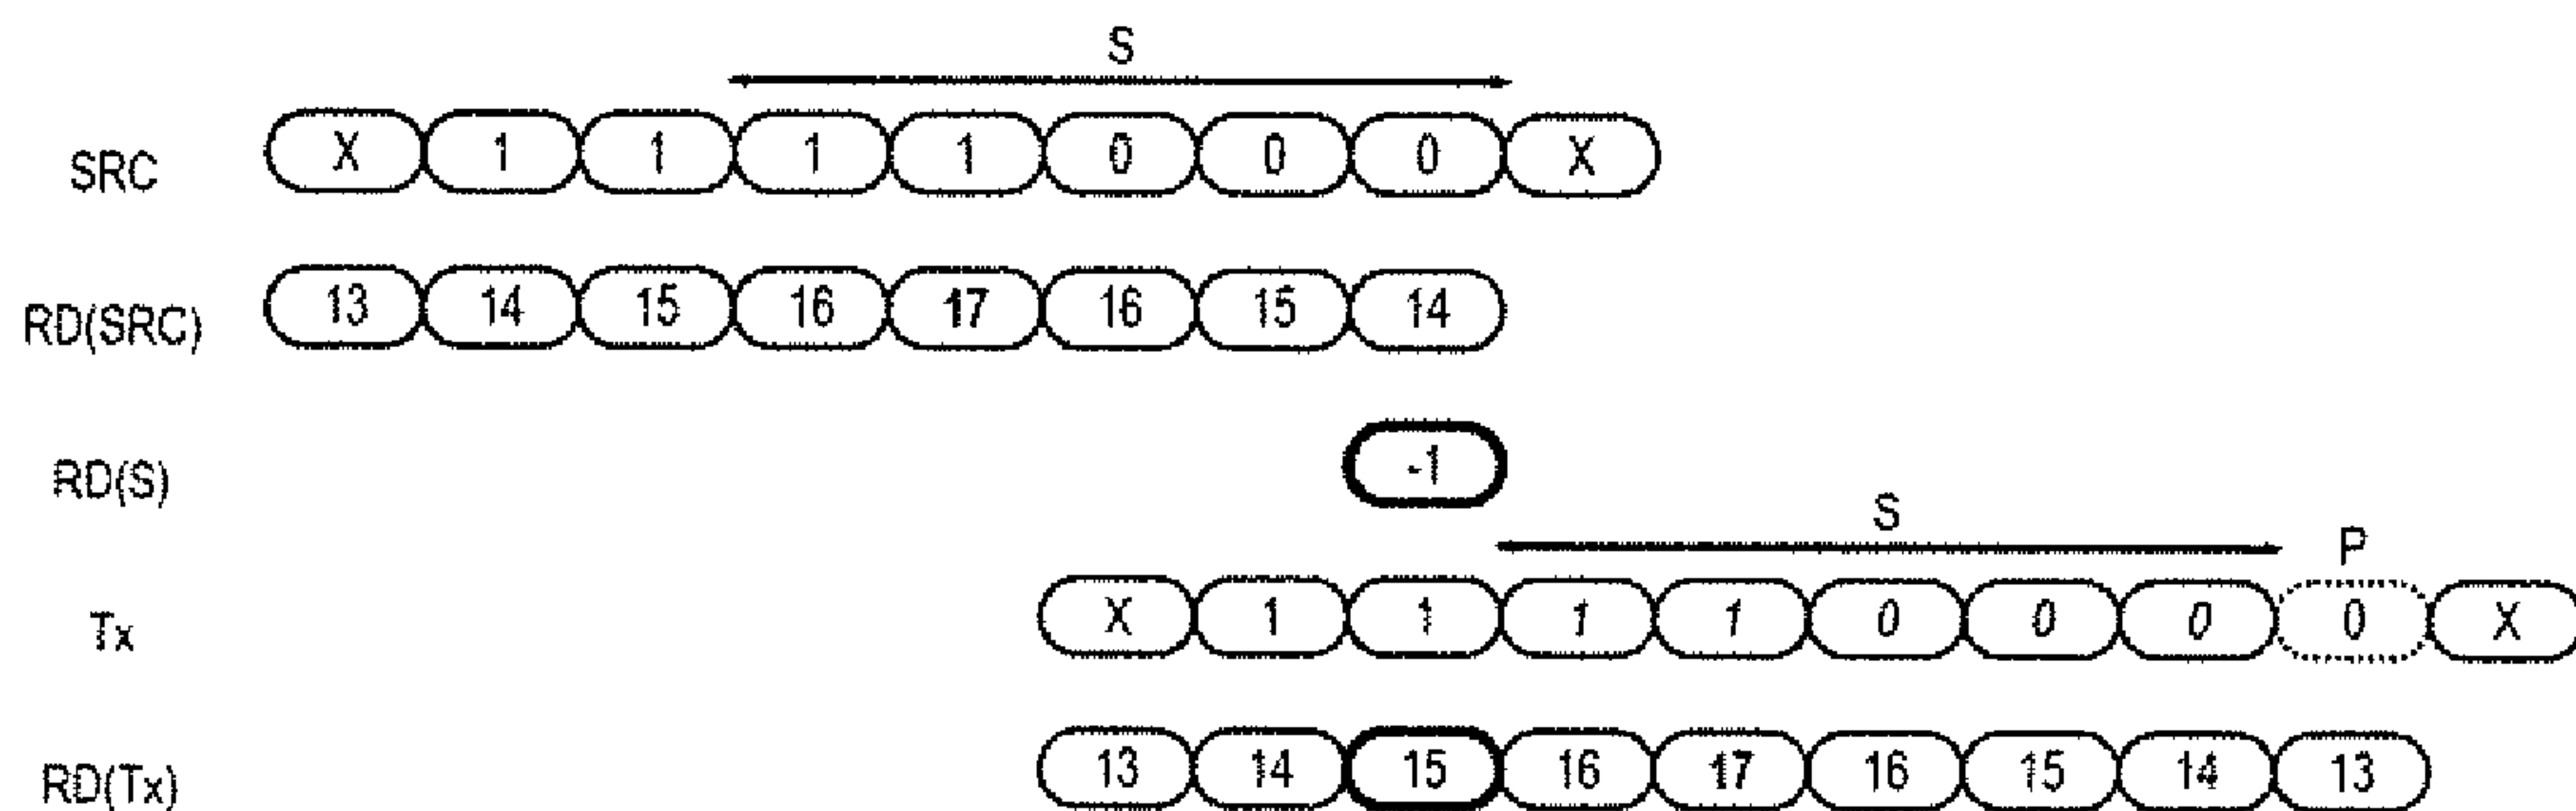 S
SRC X 1 1 1 1 0 0 0 X
RD(SRC) 13 14 15 16 17 16 15 14
RD(S) -1
S P
Tx X 1 1 1 1 0 0 0 0 X
RD(Tx) 13 14 15 16 17 16 15 14 13